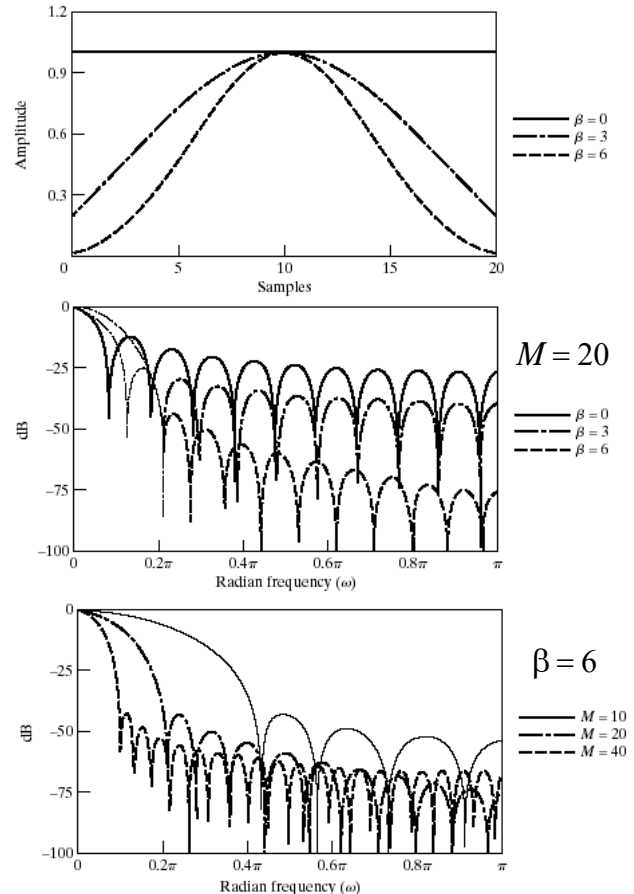 1.2
0.9
0.6
0.3
Amplitude
0
5
10
15
20
Samples
β = 0
β = 3
β = 6
0
−25
−50
−75
−100
dB
0
0.2π
0.4π
0.6π
0.8π
π
Radian frequency (ω)
M = 20
β = 0
β = 3
β = 6
0
−25
−50
−75
−100
dB
0
0.2π
0.4π
0.6π
0.8π
π
Radian frequency (ω)
β = 6
M = 10
M = 20
M = 40